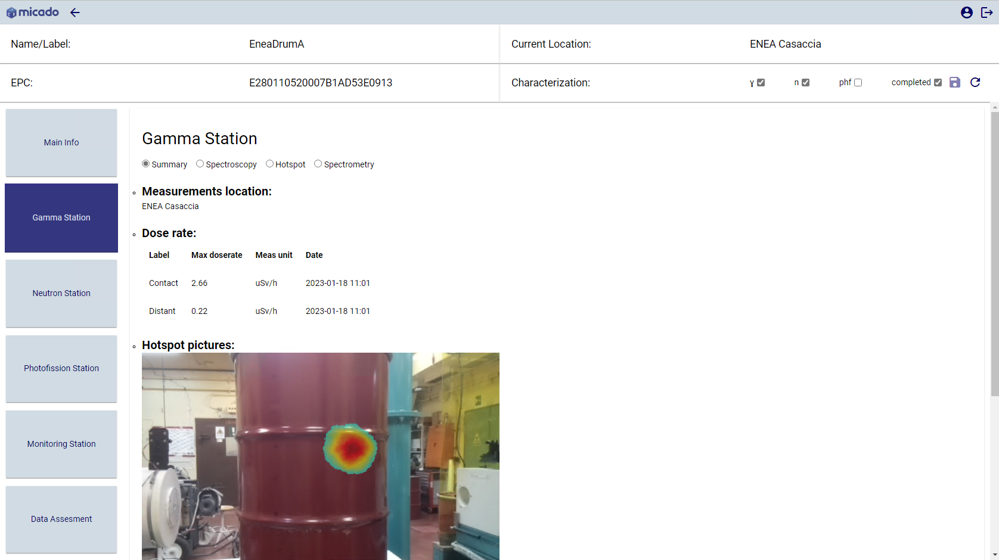 micado
Name/Label: EneaDrumA Current Location: ENEA Casaccia
EPC: E280110520007B1AD53E0913 Characterization: ɣ n phf completed
Main Info
Gamma Station
Neutron Station
Photofission Station
Monitoring Station
Data Assesment
Gamma Station
Summary Spectroscopy Hotspot Spectrometry
Measurements location:
ENEA Casaccia
Dose rate:
Label Max doserate Meas unit Date
Contact 2.66 uSv/h 2023-01-18 11:01
Distant 0.22 uSv/h 2023-01-18 11:01
Hotspot pictures: